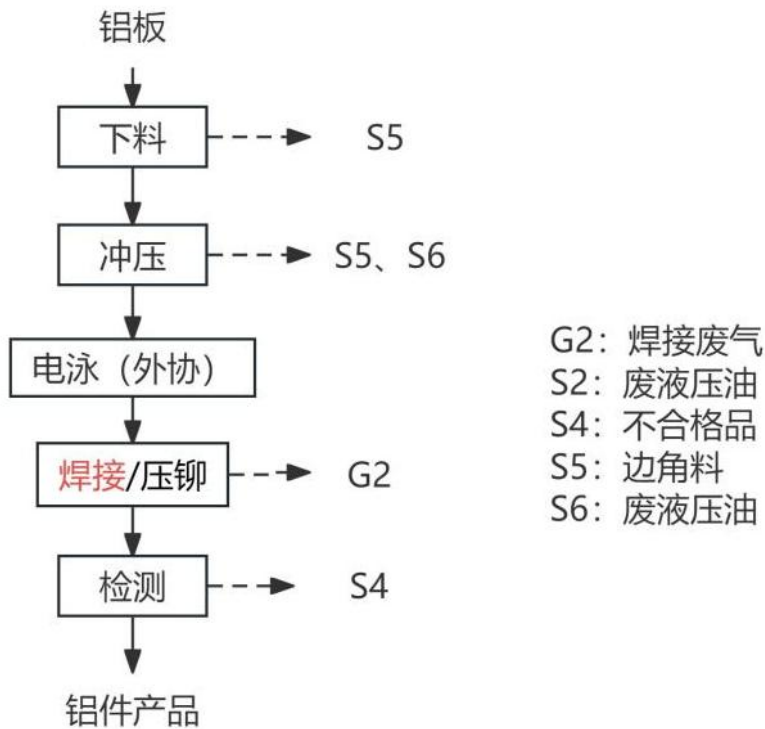 铝板
下料
S5
冲压
S5、S6
电泳（外协）
焊接/压铆
G2
检测
S4
铝件产品
G2：焊接废气
S2：废液压油
S4：不合格品
S5：边角料
S6：废液压油